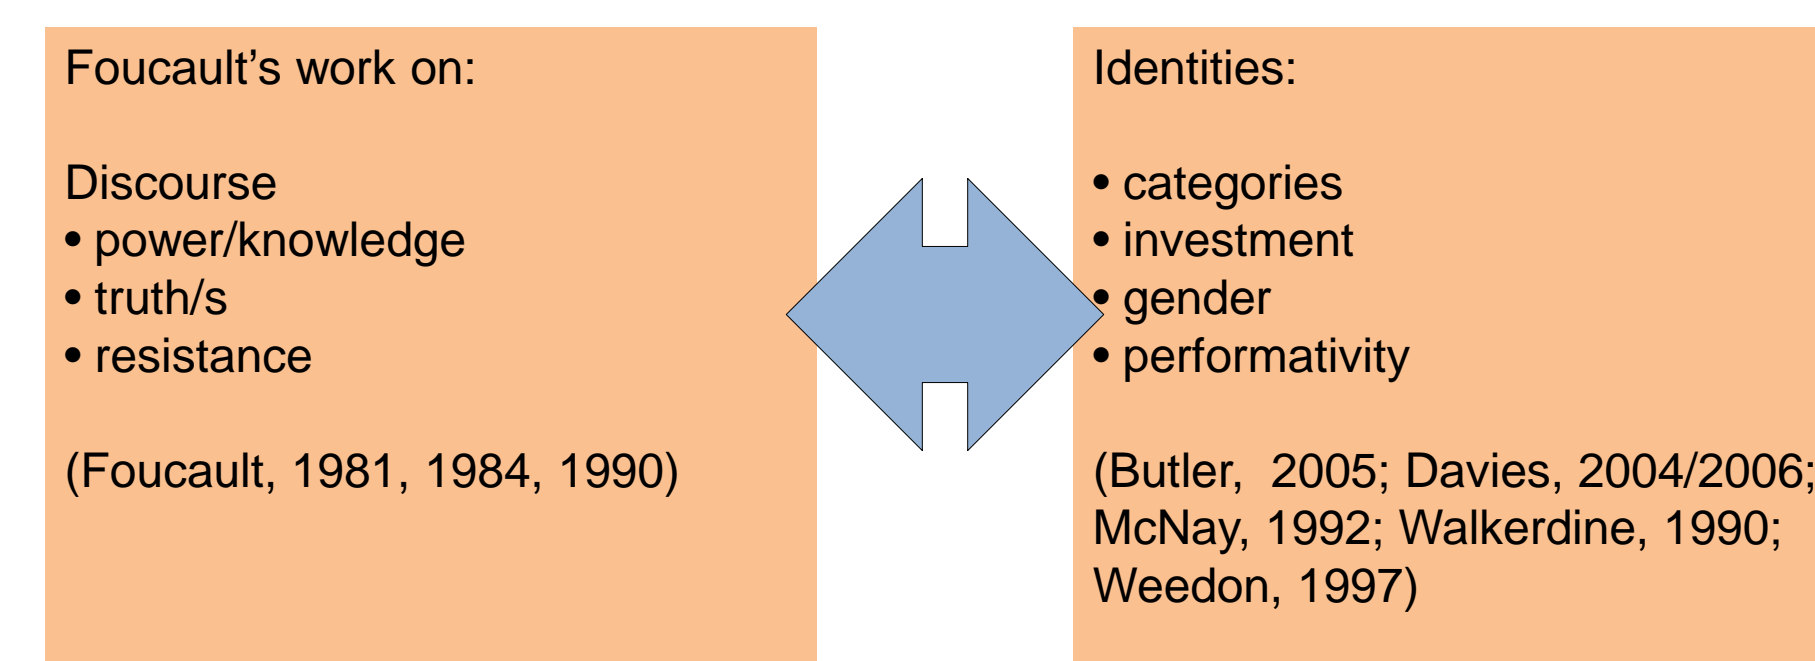 Foucault’s work on:
Discourse
• power/knowledge
• truth/s
• resistance
(Foucault, 1981, 1984, 1990)
Identities:
• categories
• investment
• gender
• performativity
(Butler,  2005; Davies, 2004/2006;
McNay, 1992; Walkerdine, 1990;
Weedon, 1997)